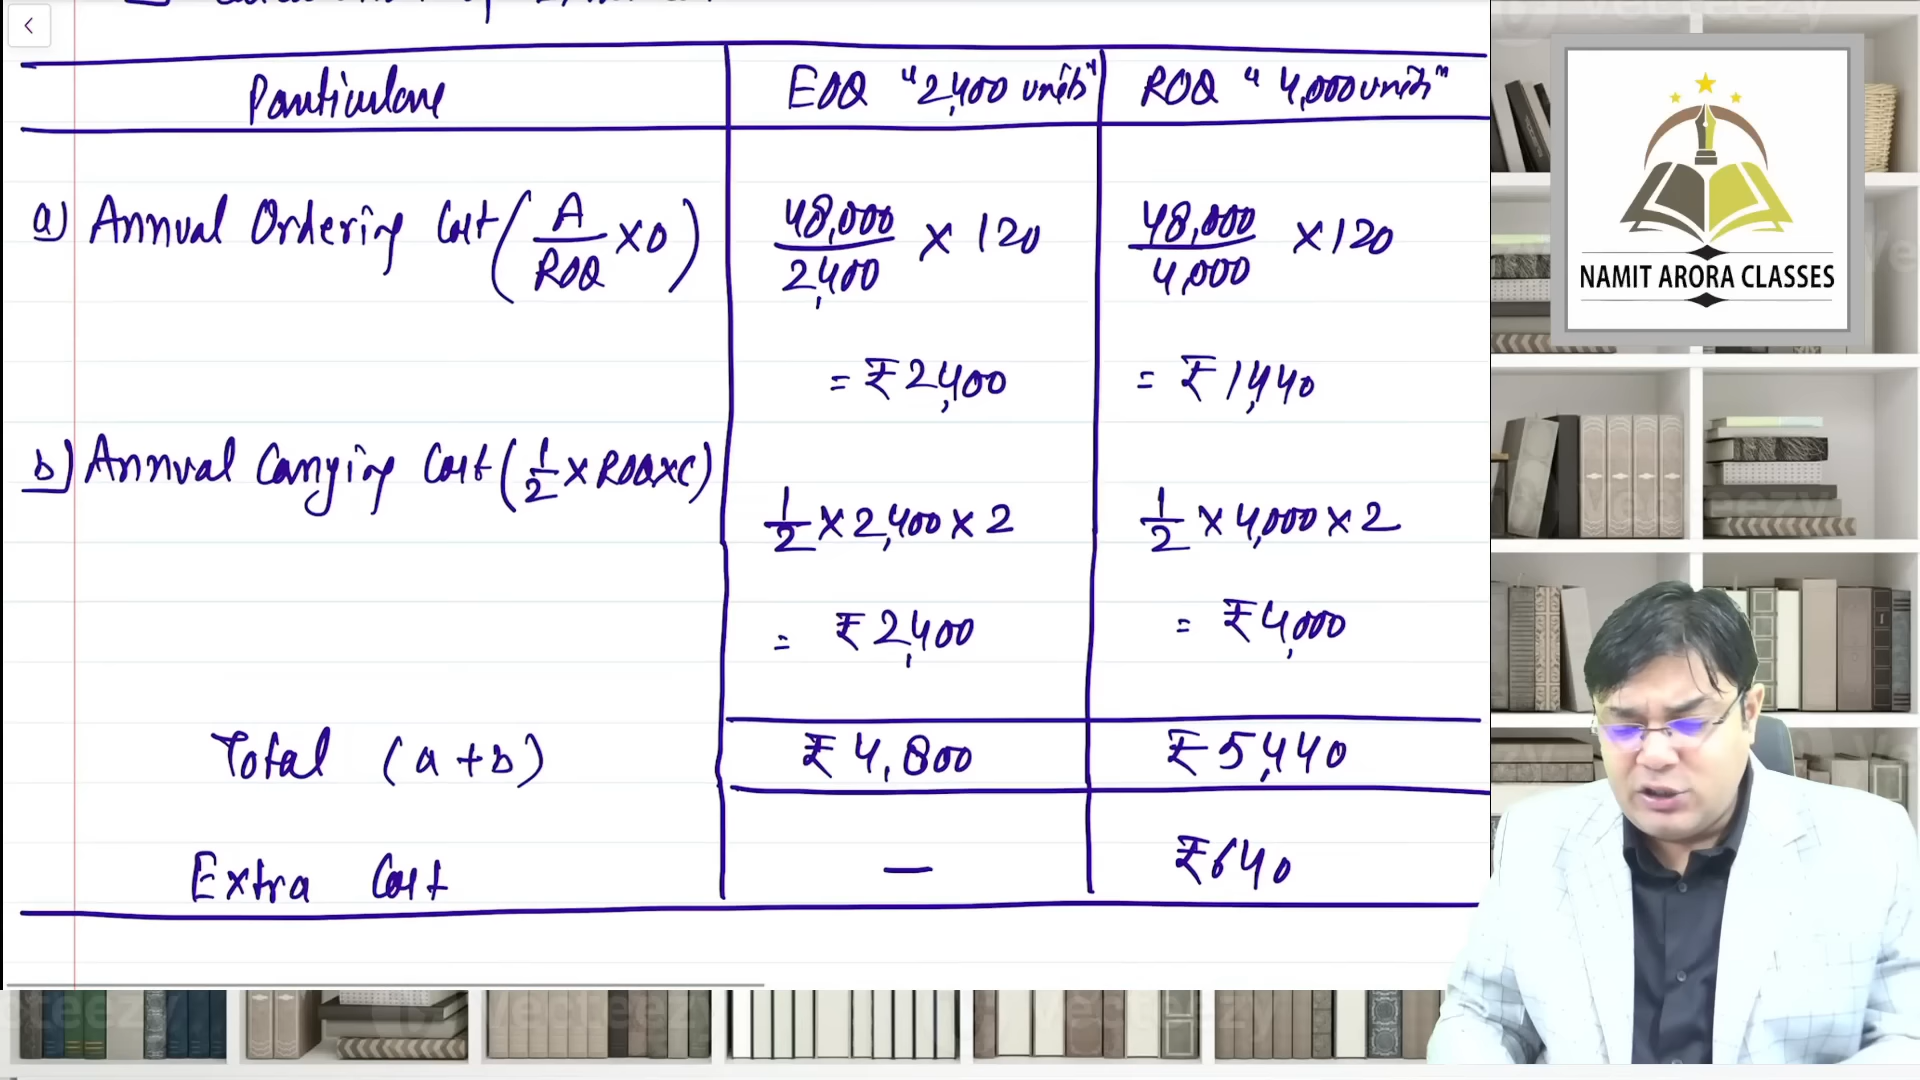 Particulars EOQ "2,400 units" ROQ "4,000 units"
a) Annual Ordering Cost (A/ROQ × O) 48,000/2,400 × 120 48,000/4,000 × 120
= ₹2,400 = ₹1,440
b) Annual Carrying Cost (1/2 × ROQ × C)
1/2 × 2,400 × 2 1/2 × 4,000 × 2
= ₹2,400 = ₹4,000
Total (a + b) ₹4,800 ₹5,440
Extra Cost — ₹640
NAMIT ARORA CLASSES